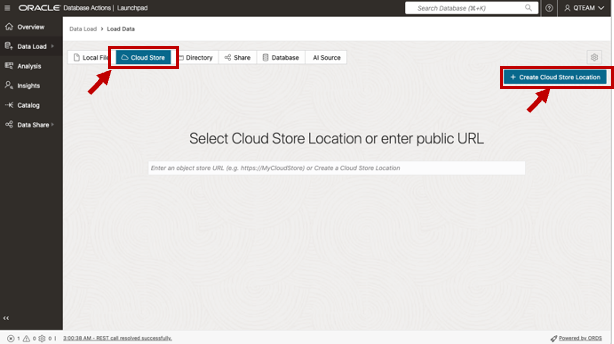 ORACLE Database Actions | Launchpad
Search Database (⌘+K)
QTEAM
Overview
Data Load
Analysis
Insights
Catalog
Data Share
Data Load > Load Data
Local File
Cloud Store
Directory
Share
Database
AI Source
+ Create Cloud Store Location
Select Cloud Store Location or enter public URL
Enter an object store URL (e.g. https://MyCloudStore) or Create a Cloud Store Location
1 0 0 | 3:00:38 AM - REST call resolved successfully.
Powered by ORDS